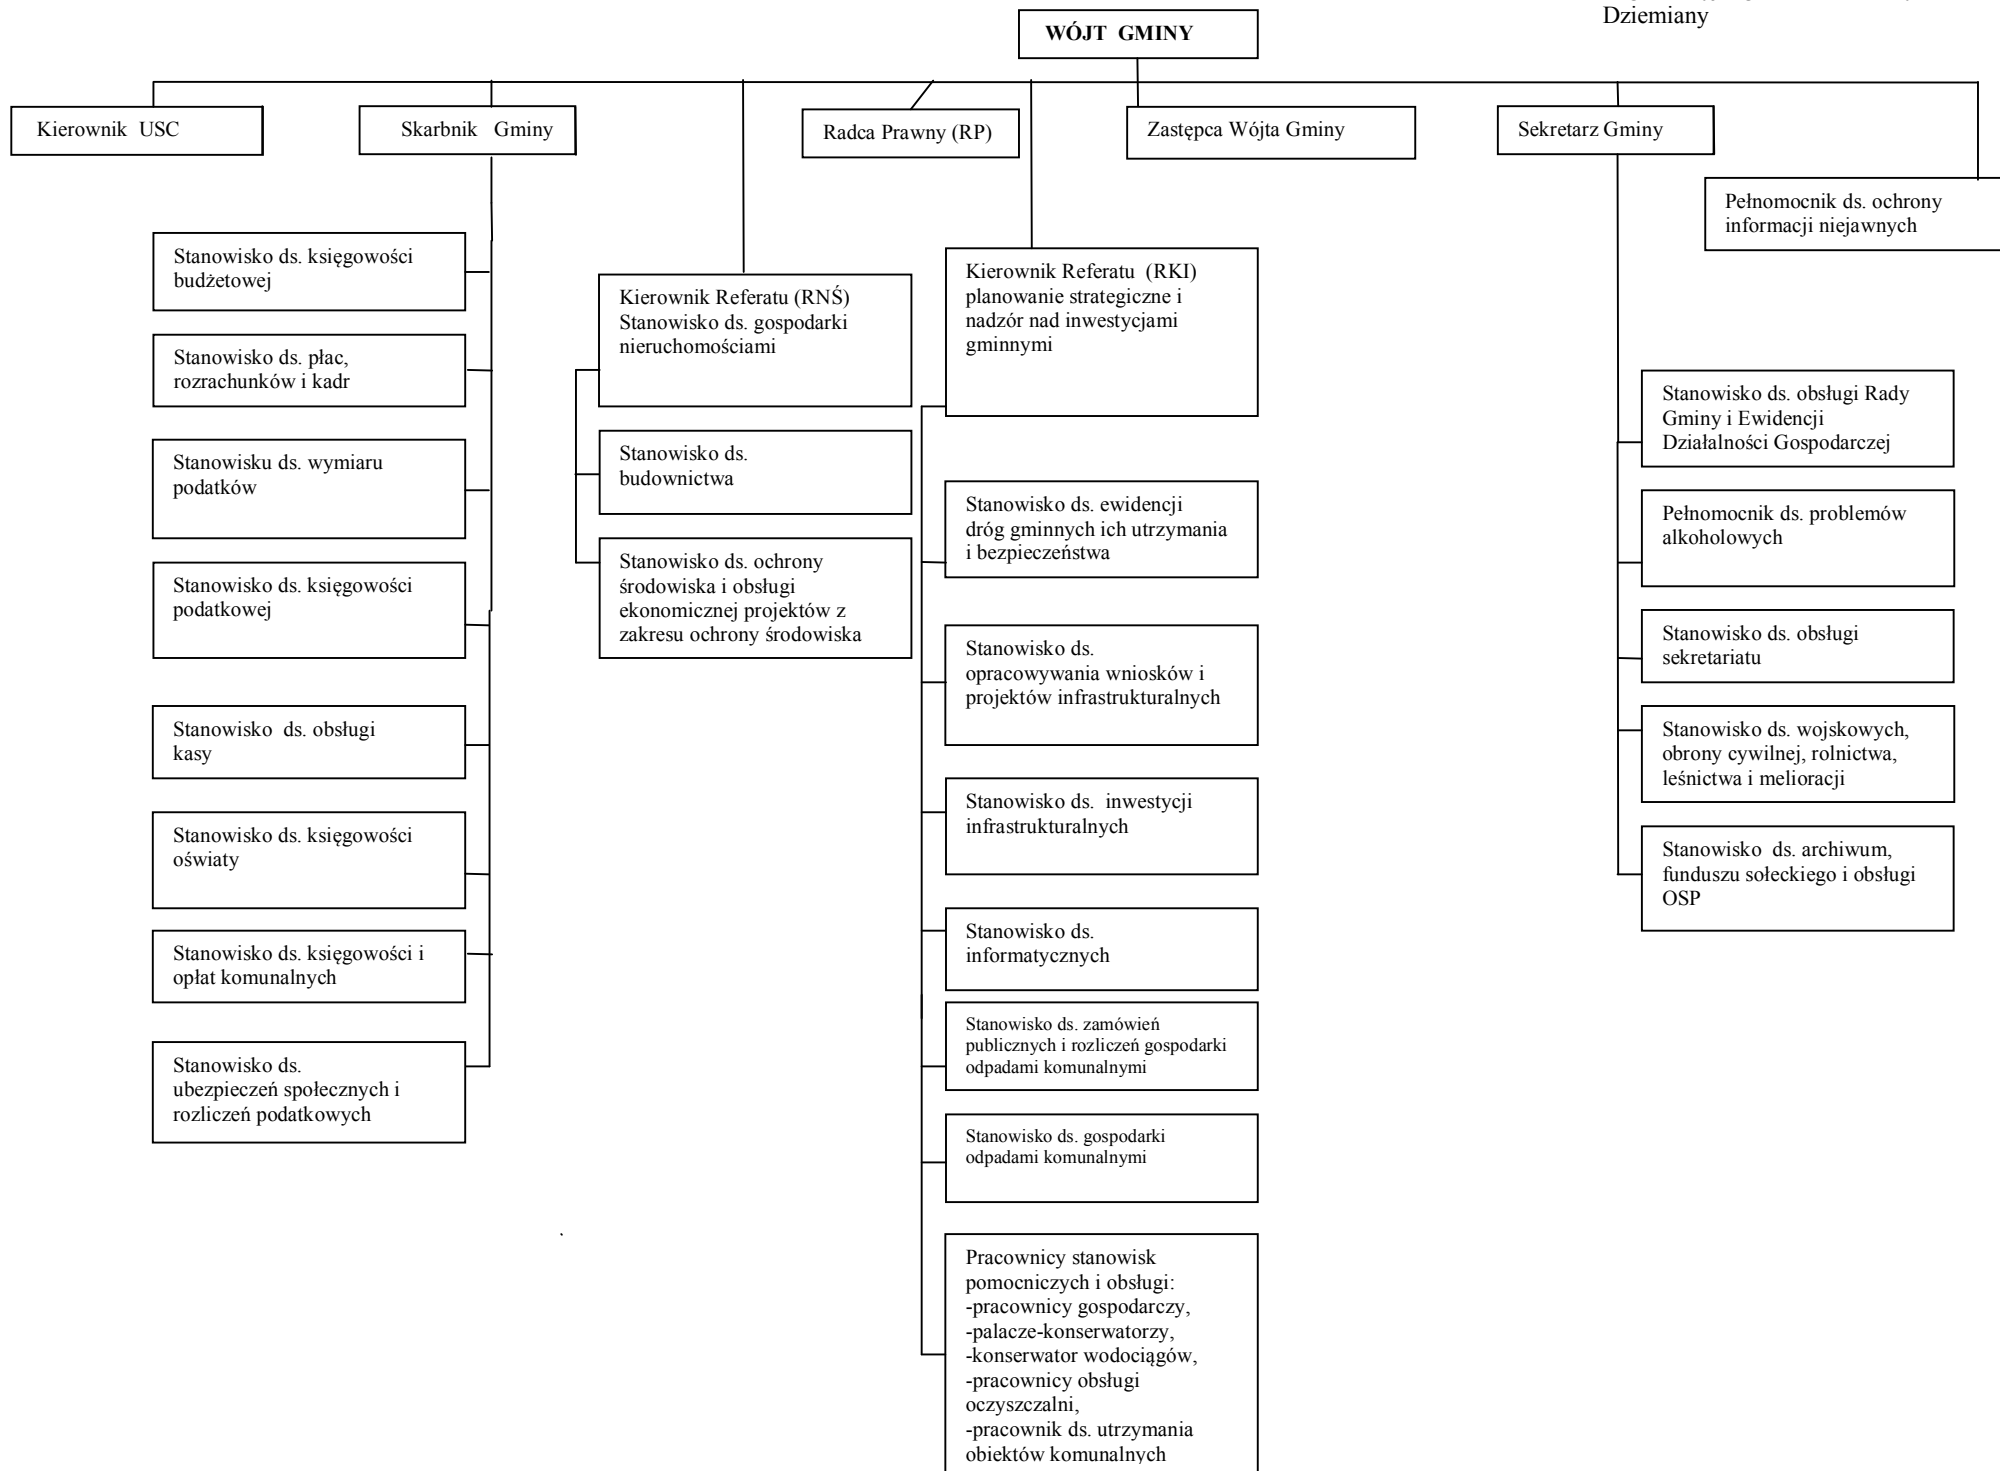 Dziemiany
WÓJT GMINY
Kierownik USC
Skarbnik Gminy
Radca Prawny (RP)
Zastępca Wójta Gminy
Sekretarz Gminy
Pełnomocnik ds. ochrony
informacji niejawnych
Stanowisko ds. księgowości
budżetowej
Stanowisko ds. płac,
rozrachunków i kadr
Stanowisku ds. wymiaru
podatków
Stanowisko ds. księgowości
podatkowej
Stanowisko ds. obsługi
kasy
Stanowisko ds. księgowości
oświaty
Stanowisko ds. księgowości i
opłat komunalnych
Stanowisko ds.
ubezpieczeń społecznych i
rozliczeń podatkowych
Kierownik Referatu (RNŚ)
Stanowisko ds. gospodarki
nieruchomościami
Stanowisko ds.
budownictwa
Stanowisko ds. ochrony
środowiska i obsługi
ekonomicznej projektów z
zakresu ochrony środowiska
Kierownik Referatu (RKI)
planowanie strategiczne i
nadzór nad inwestycjami
gminnymi
Stanowisko ds. ewidencji
dróg gminnych ich utrzymania
i bezpieczeństwa
Stanowisko ds.
opracowywania wniosków i
projektów infrastrukturalnych
Stanowisko ds. inwestycji
infrastrukturalnych
Stanowisko ds.
informatycznych
Stanowisko ds. zamówień
publicznych i rozliczeń gospodarki
odpadami komunalnymi
Stanowisko ds. gospodarki
odpadami komunalnymi
Pracownicy stanowisk
pomocniczych i obsługi:
-pracownicy gospodarczy,
-palacze-konserwatorzy,
-konserwator wodociągów,
-pracownicy obsługi
oczyszczalni,
-pracownik ds. utrzymania
obiektów komunalnych
Stanowisko ds. obsługi Rady
Gminy i Ewidencji
Działalności Gospodarczej
Pełnomocnik ds. problemów
alkoholowych
Stanowisko ds. obsługi
sekretariatu
Stanowisko ds. wojskowych,
obrony cywilnej, rolnictwa,
leśnictwa i melioracji
Stanowisko ds. archiwum,
funduszu sołeckiego i obsługi
OSP